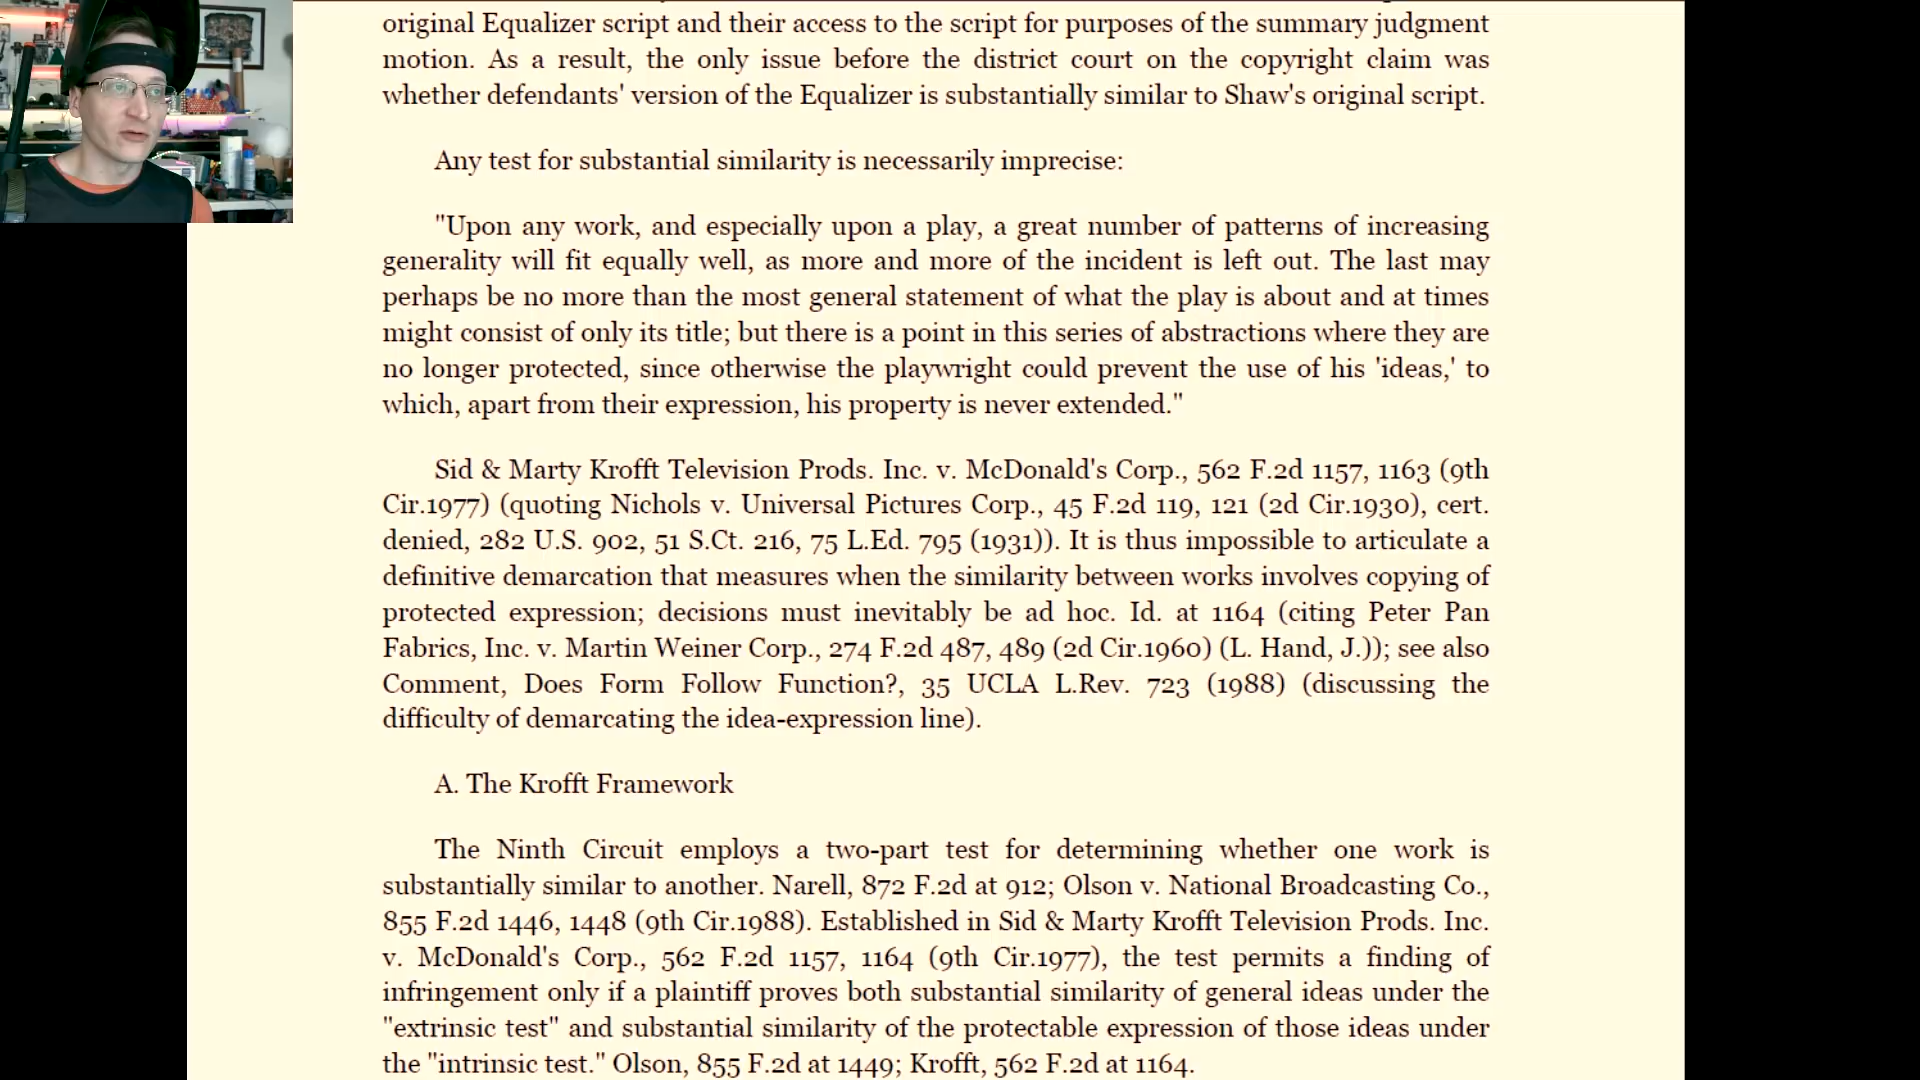 original Equalizer script and their access to the script for purposes of the summary judgment
motion. As a result, the only issue before the district court on the copyright claim was
whether defendants' version of the Equalizer is substantially similar to Shaw's original script.
Any test for substantial similarity is necessarily imprecise:
"Upon any work, and especially upon a play, a great number of patterns of increasing
generality will fit equally well, as more and more of the incident is left out. The last may
perhaps be no more than the most general statement of what the play is about and at times
might consist of only its title; but there is a point in this series of abstractions where they are
no longer protected, since otherwise the playwright could prevent the use of his 'ideas,' to
which, apart from their expression, his property is never extended."
Sid & Marty Krofft Television Prods. Inc. v. McDonald's Corp., 562 F.2d 1157, 1163 (9th
Cir.1977) (quoting Nichols v. Universal Pictures Corp., 45 F.2d 119, 121 (2d Cir.1930), cert.
denied, 282 U.S. 902, 51 S.Ct. 216, 75 L.Ed. 795 (1931)). It is thus impossible to articulate a
definitive demarcation that measures when the similarity between works involves copying of
protected expression; decisions must inevitably be ad hoc. Id. at 1164 (citing Peter Pan
Fabrics, Inc. v. Martin Weiner Corp., 274 F.2d 487, 489 (2d Cir.1960) (L. Hand, J.)); see also
Comment, Does Form Follow Function?, 35 UCLA L.Rev. 723 (1988) (discussing the
difficulty of demarcating the idea-expression line).
A. The Krofft Framework
The Ninth Circuit employs a two-part test for determining whether one work is
substantially similar to another. Narell, 872 F.2d at 912; Olson v. National Broadcasting Co.,
855 F.2d 1446, 1448 (9th Cir.1988). Established in Sid & Marty Krofft Television Prods. Inc.
v. McDonald's Corp., 562 F.2d 1157, 1164 (9th Cir.1977), the test permits a finding of
infringement only if a plaintiff proves both substantial similarity of general ideas under the
"extrinsic test" and substantial similarity of the protectable expression of those ideas under
the "intrinsic test." Olson, 855 F.2d at 1449; Krofft, 562 F.2d at 1164.